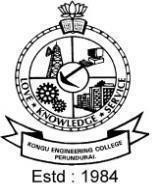 LOVE ★ KNOWLEDGE ★ SERVICE
KONGU ENGINEERING COLLEGE
PERUNDURAI.
Estd : 1984